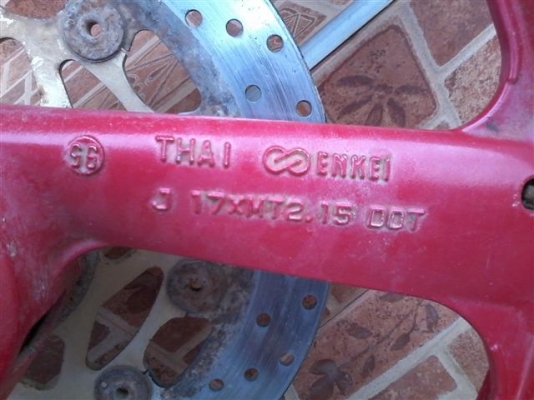 THAI ENKEI
J 17XMT2.15 DOT